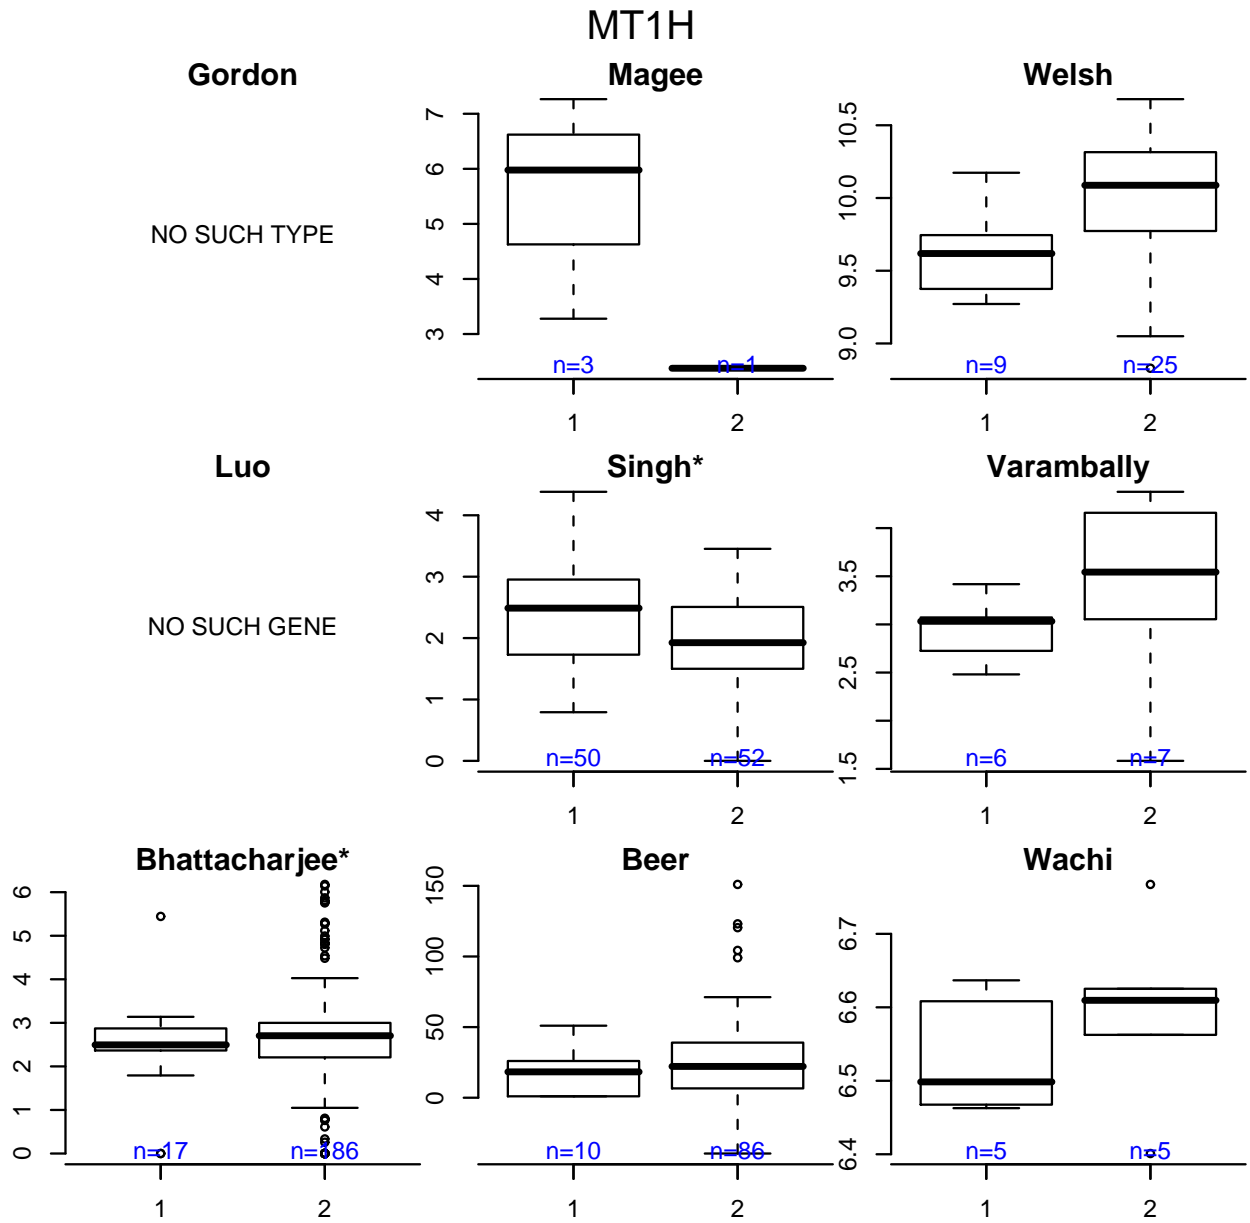 MT1H
Gordon
NO SUCH TYPE
Magee
7
6
5
4
3
n=3
n=1
1
2
Welsh
10.5
10.0
9.5
9.0
n=9
n=25
1
2
Luo
NO SUCH GENE
Singh*
4
3
2
1
0
n=50
n=52
1
2
Varambally
3.5
2.5
1.5
n=6
n=7
1
2
Bhattacharjee*
6
5
4
3
2
1
0
n=17
n=186
1
2
Beer
150
100
50
0
n=10
n=86
1
2
Wachi
6.7
6.6
6.5
6.4
n=5
n=5
1
2